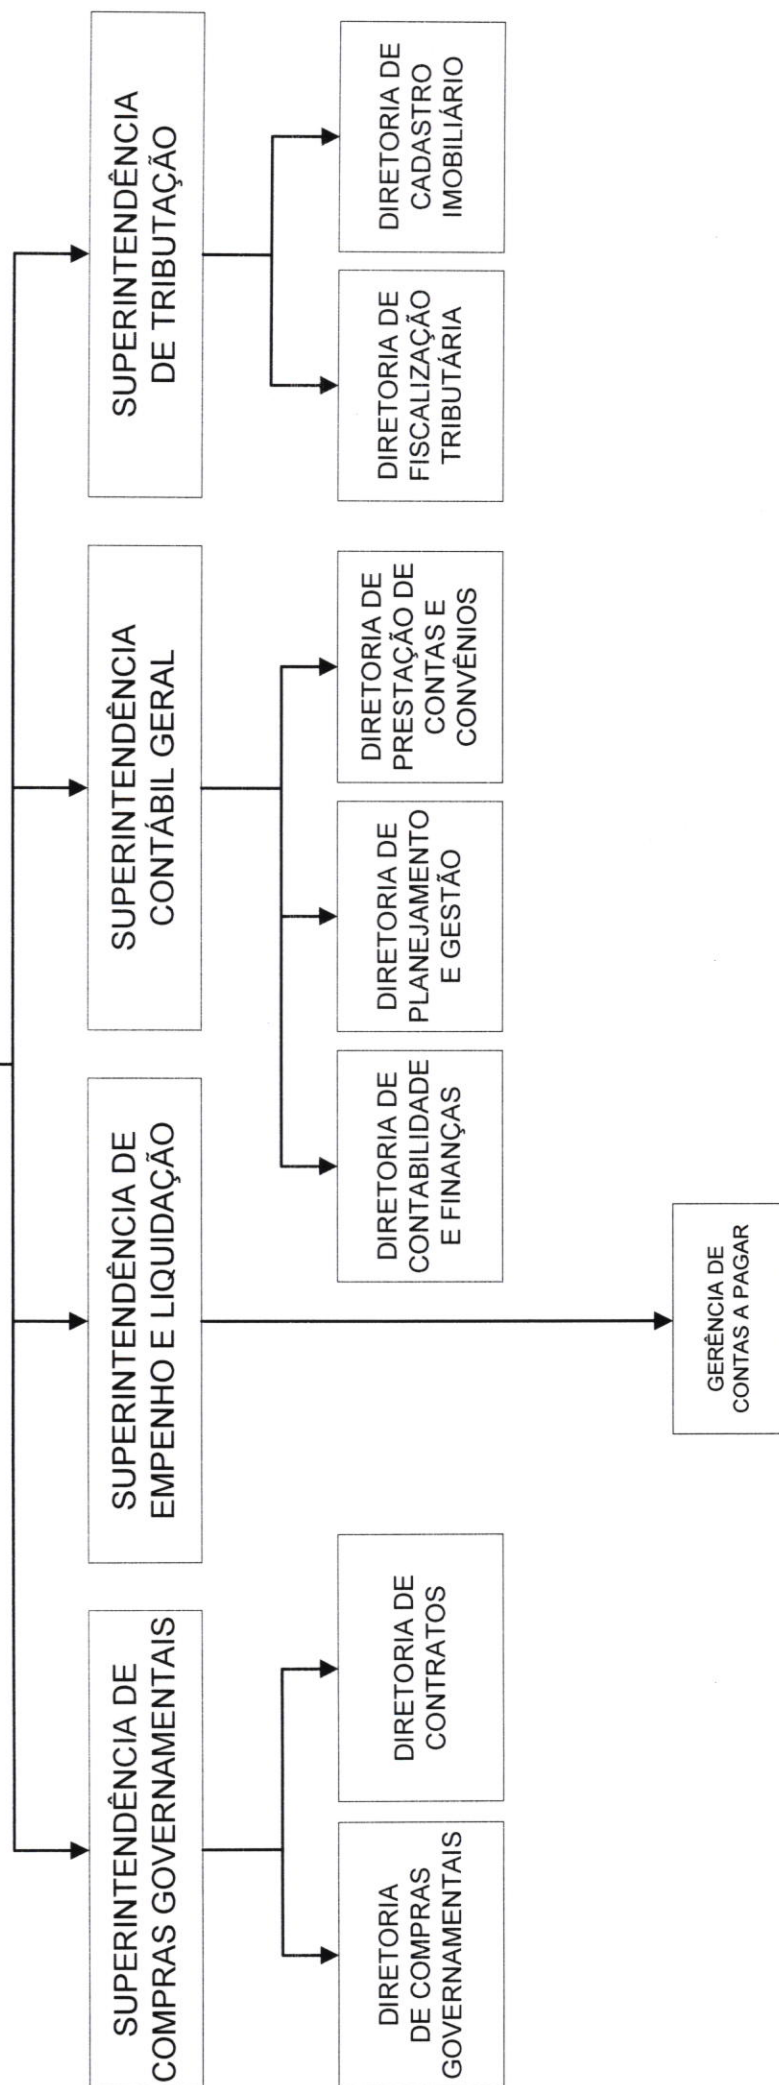 SUPERINTENDÊNCIA DE
COMPRAS GOVERNAMENTAIS
SUPERINTENDÊNCIA DE
EMPENHO E LIQUIDAÇÃO
SUPERINTENDÊNCIA
CONTÁBIL GERAL
SUPERINTENDÊNCIA
DE TRIBUTAÇÃO
DIRETORIA
DE COMPRAS
GOVERNAMENTAIS
DIRETORIA DE
CONTRATOS
DIRETORIA DE
CONTABILIDADE
E FINANÇAS
DIRETORIA DE
PLANEJAMENTO
E GESTÃO
DIRETORIA DE
PRESTAÇÃO DE
CONTAS E
CONVÊNIOS
DIRETORIA DE
FISCALIZAÇÃO
TRIBUTÁRIA
DIRETORIA DE
CADASTRO
IMOBILIÁRIO
GERÊNCIA DE
CONTAS A PAGAR